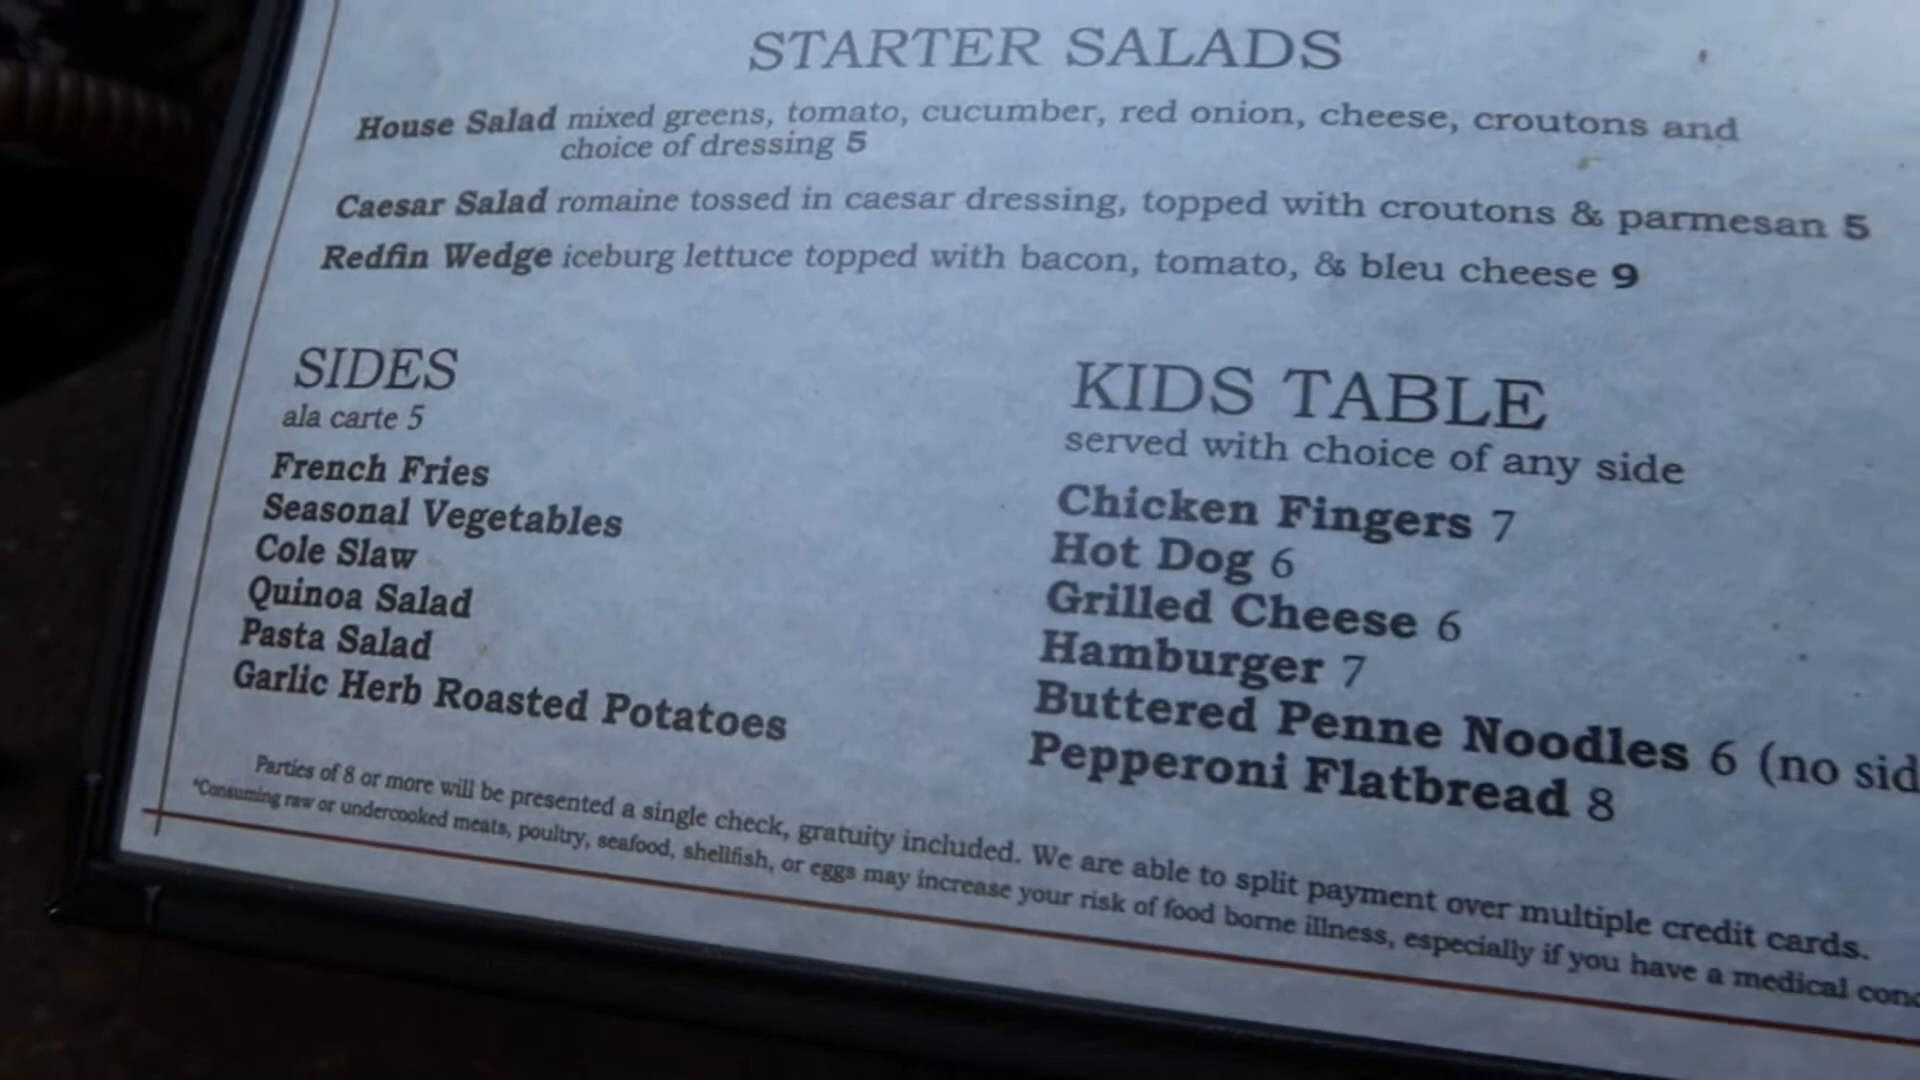 STARTER SALADS
House Salad mixed greens, tomato, cucumber, red onion, cheese, croutons and
choice of dressing 5
Caesar Salad romaine tossed in caesar dressing, topped with croutons & parmesan 5
Redfin Wedge iceburg lettuce topped with bacon, tomato, & bleu cheese 9
SIDES
ala carte 5
French Fries
Seasonal Vegetables
Cole Slaw
Quinoa Salad
Pasta Salad
Garlic Herb Roasted Potatoes
KIDS TABLE
served with choice of any side
Chicken Fingers 7
Hot Dog 6
Grilled Cheese 6
Hamburger 7
Buttered Penne Noodles 6 (no sid
Pepperoni Flatbread 8
Parties of 8 or more will be presented a single check, gratuity included. We are able to split payment over multiple credit cards.
*Consuming raw or undercooked meats, poultry, seafood, shellfish, or eggs may increase your risk of food borne illness, especially if you have a medical